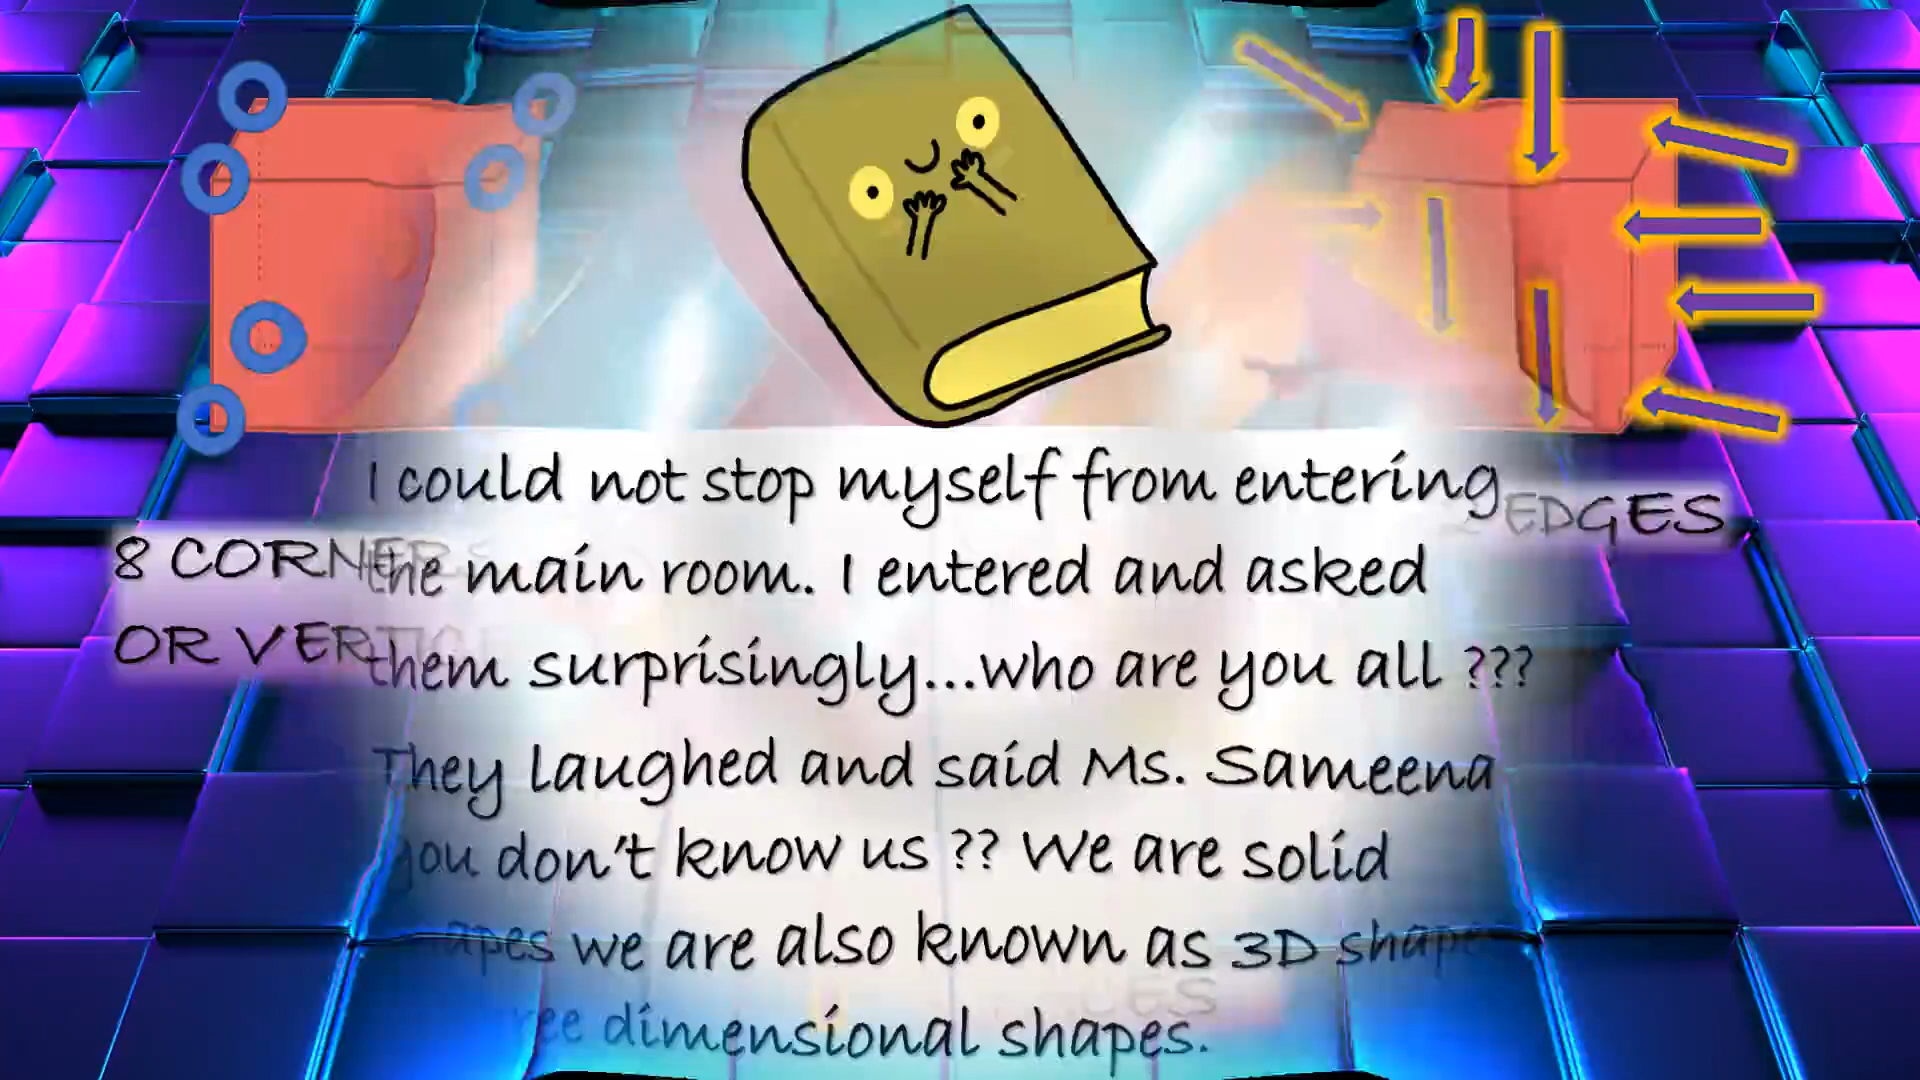 I could not stop myself from entering
EDGES
8 CORNER
the main room. I entered and asked
OR
them surprisingly...who are you all ???
They laughed and said Ms. Sameena
you don't know us ?? We are solid
we are also known as 3D shape
dimensional shapes.